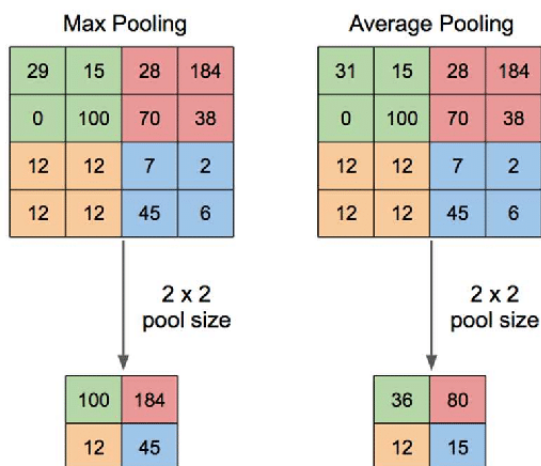 Max Pooling
29 15 28 184
0 100 70 38
12 12 7 2
12 12 45 6
2 x 2
pool size
100 184
12 45
Average Pooling
31 15 28 184
0 100 70 38
12 12 7 2
12 12 45 6
2 x 2
pool size
36 80
12 15